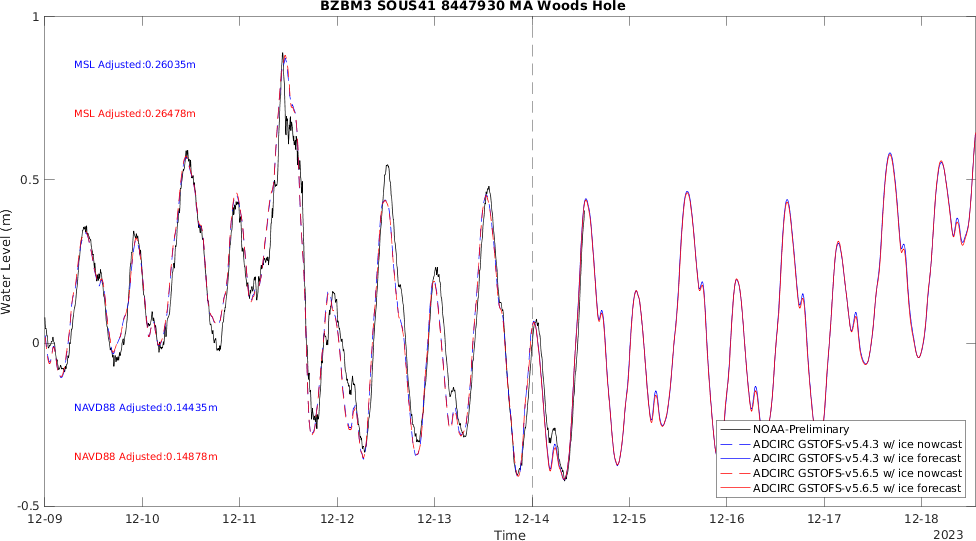 BZBM3 SOUS41 8447930 MA Woods Hole
1
MSL Adjusted:0.26035m
MSL Adjusted:0.26478m
0.5
Water Level (m)
0
NAVD88 Adjusted:0.14435m
NAVD88 Adjusted:0.14878m
NOAA-Preliminary
ADCIRC GSTOFS-v5.4.3 w/ ice nowcast
ADCIRC GSTOFS-v5.4.3 w/ ice forecast
ADCIRC GSTOFS-v5.6.5 w/ ice nowcast
ADCIRC GSTOFS-v5.6.5 w/ ice forecast
-0.5
12-09 12-10 12-11 12-12 12-13 12-14 12-15 12-16 12-17 12-18
Time
2023